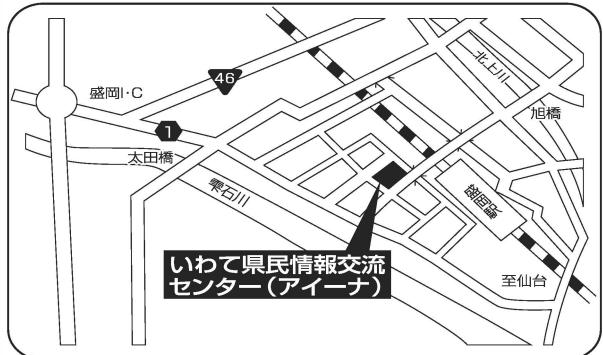 46
北上川
盛岡I・C
旭橋
1
太田橋
雫石川
盛岡駅
いわて県民情報交流
センター（アイーナ）
至仙台